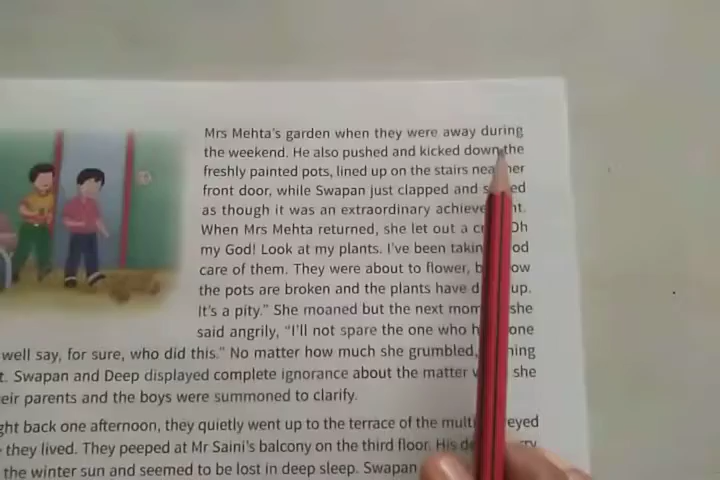 Mrs Mehta's garden when they were away during
the weekend. He also pushed and kicked down the
freshly painted pots, lined up on the stairs near her
front door, while Swapan just clapped and
as though it was an extraordinary
When Mrs Mehta returned, she let out a Oh
my God! Look at my plants. I've been
care of them. They were about to flower,
the pots are broken and the plants have up.
It's a pity." She moaned but the next she
said angrily, "I'll not spare the one who
well say, for sure, who did this." No matter how much she grumbled,
Swapan and Deep displayed complete ignorance about the matter she
parents and the boys were summoned to clarify.
back one afternoon, they quietly went up to the terrace of the
they lived. They peeped at Mr Saini's balcony on the third floor. His
the winter sun and seemed to be lost in deep sleep. Swapan